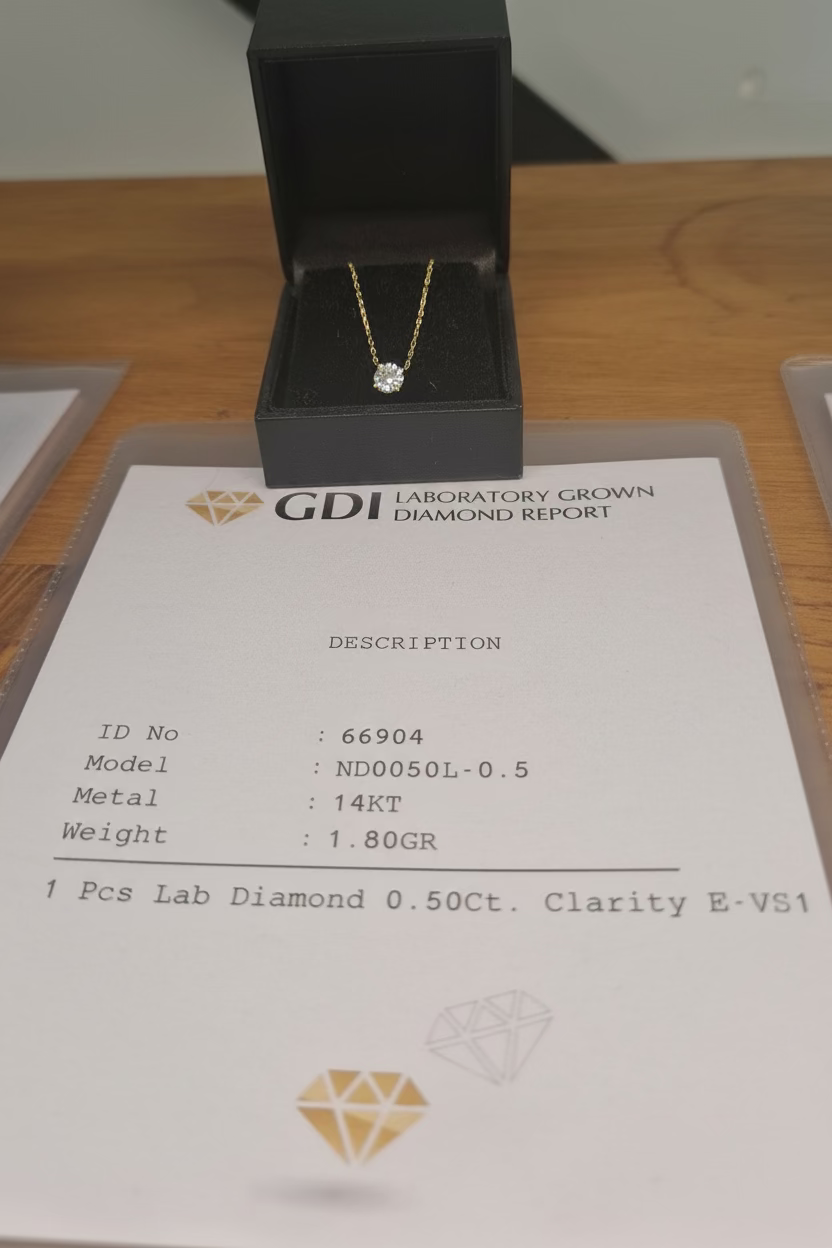 GDI LABORATORY GROWN
DIAMOND REPORT
DESCRIPTION
ID No : 66904
Model : ND0050L-0.5
Metal : 14KT
Weight : 1.80GR
1 Pcs Lab Diamond 0.50Ct. Clarity E-VS1